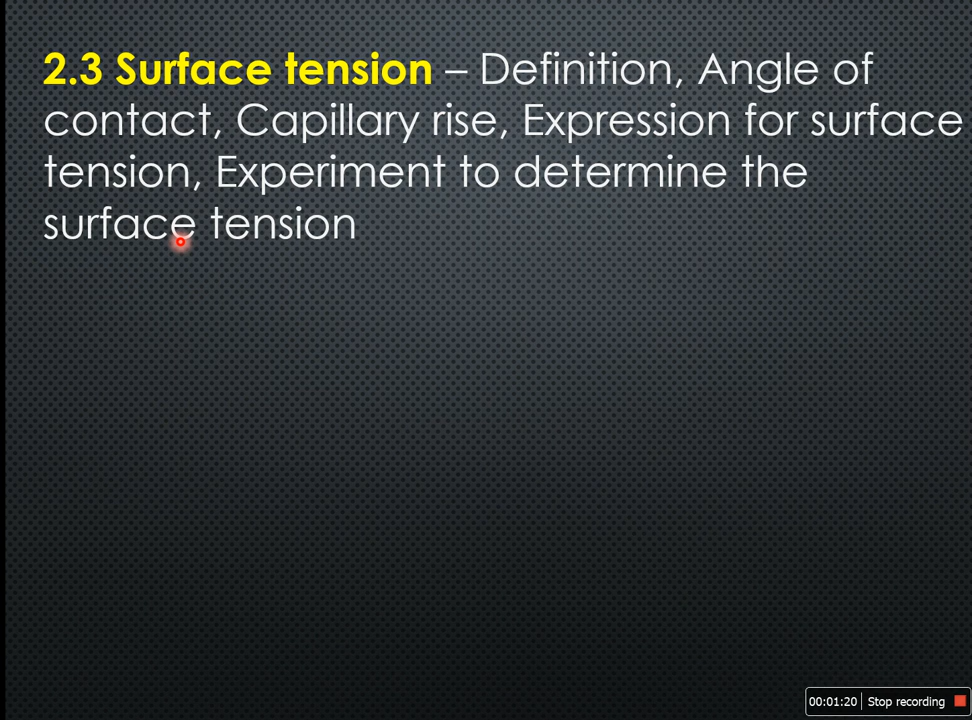 2.3 Surface tension – Definition, Angle of
contact, Capillary rise, Expression for surface
tension, Experiment to determine the
surface tension
00:01:20 Stop recording